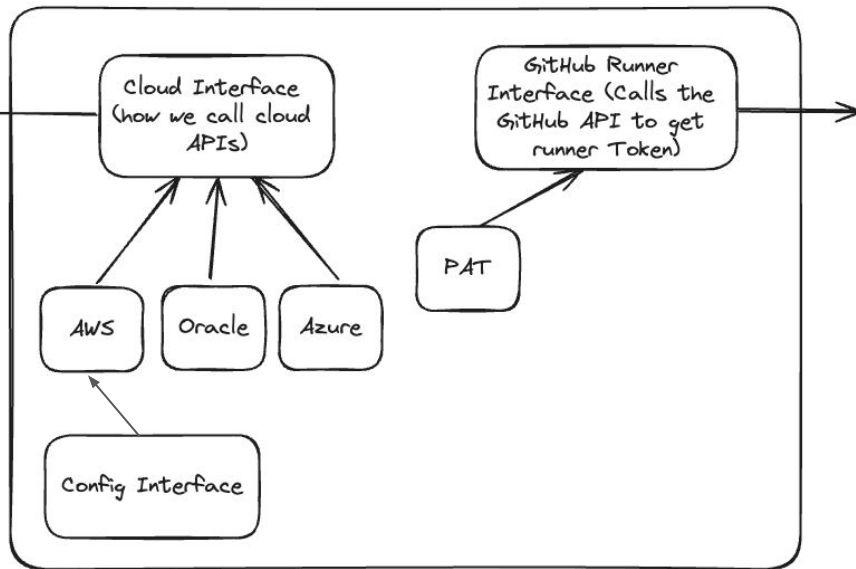 Cloud Interface
(how we call cloud
APIs)
GitHub Runner
Interface (Calls the
GitHub API to get
runner Token)
PAT
AWS
Oracle
Azure
Config Interface